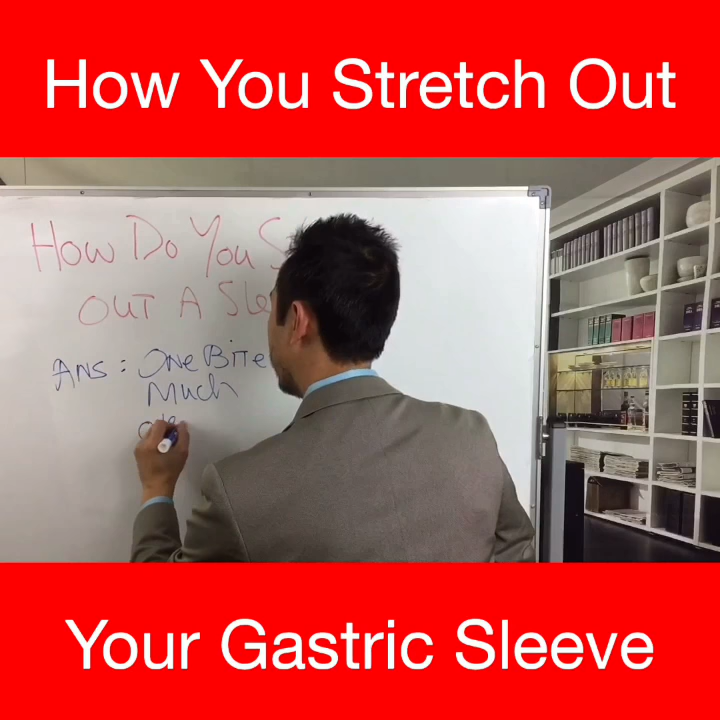 How You Stretch Out
How Do You
OUT A Sle
Ans : One Bite
Much
Your Gastric Sleeve